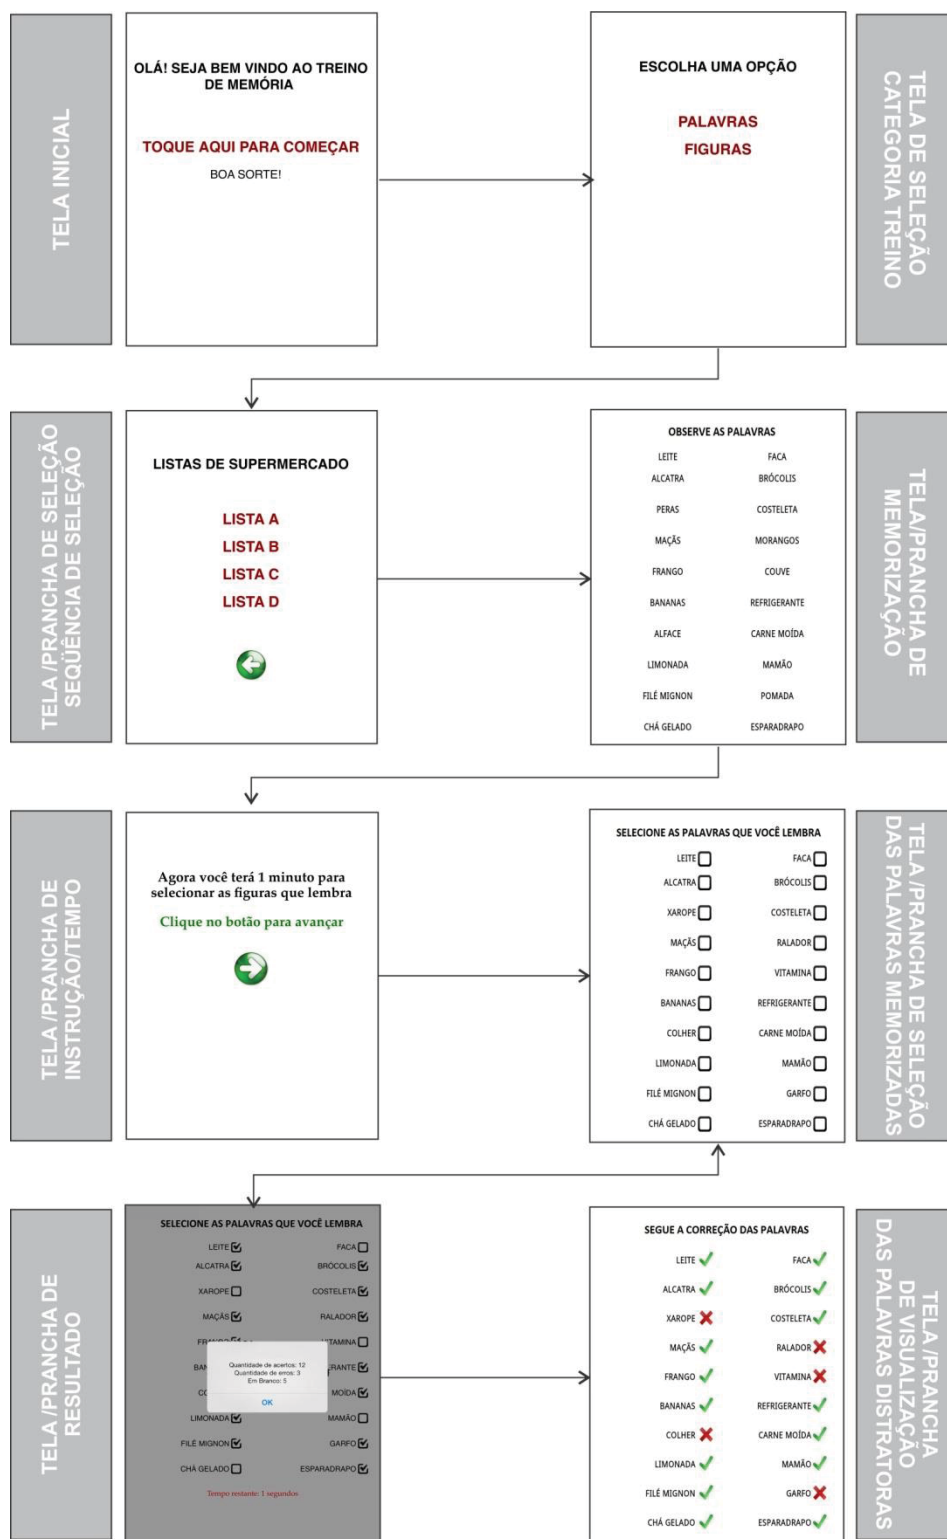 TELA INICIAL
OLÁ! SEJA BEM VINDO AO TREINO
DE MEMÓRIA
TOQUE AQUI PARA COMEÇAR
BOA SORTE!
ESCOLHA UMA OPÇÃO
PALAVRAS
FIGURAS
TELA DE SELEÇÃO
CATEGORIA TREINO
TELA /PRANCHA DE SELEÇÃO
SEQÜÊNCIA DE SELEÇÃO
LISTAS DE SUPERMERCADO
LISTA A
LISTA B
LISTA C
LISTA D
OBSERVE AS PALAVRAS
LEITE FACA
ALCATRA BRÓCOLIS
PERAS COSTELETA
MAÇÃS MORANGOS
FRANGO COUVE
BANANAS REFRIGERANTE
ALFACE CARNE MOÍDA
LIMONADA MAMÃO
FILÉ MIGNON POMADA
CHÁ GELADO ESPARADRAPO
TELA/PRANCHA DE
MEMORIZAÇÃO
TELA /PRANCHA DE
INSTRUÇÃO/TEMPO
Agora você terá 1 minuto para
selecionar as figuras que lembra
Clique no botão para avançar
SELECIONE AS PALAVRAS QUE VOCÊ LEMBRA
LEITE FACA
ALCATRA BRÓCOLIS
XAROPE COSTELETA
MAÇÃS RALADOR
FRANGO VITAMINA
BANANAS REFRIGERANTE
COLHER CARNE MOÍDA
LIMONADA MAMÃO
FILÉ MIGNON GARFO
CHÁ GELADO ESPARADRAPO
TELA /PRANCHA DE SELEÇÃO
DAS PALAVRAS MEMORIZADAS
TELA /PRANCHA DE
RESULTADO
SELECIONE AS PALAVRAS QUE VOCÊ LEMBRA
LEITE FACA
ALCATRA BRÓCOLIS
XAROPE COSTELETA
MAÇÃS RALADOR
Quantidade de acertos: 12
Quantidade de erros: 3
Em Branco: 5
OK
MOÍDA
LIMONADA MAMÃO
FILÉ MIGNON GARFO
CHÁ GELADO ESPARADRAPO
Tempo restante: 1 segundos
SEGUE A CORREÇÃO DAS PALAVRAS
LEITE FACA
ALCATRA BRÓCOLIS
XAROPE COSTELETA
MAÇÃS RALADOR
FRANGO VITAMINA
BANANAS REFRIGERANTE
COLHER CARNE MOÍDA
LIMONADA MAMÃO
FILÉ MIGNON GARFO
CHÁ GELADO ESPARADRAPO
TELA /PRANCHA
DE VISUALIZAÇÃO
DAS PALAVRAS DISTRATORAS